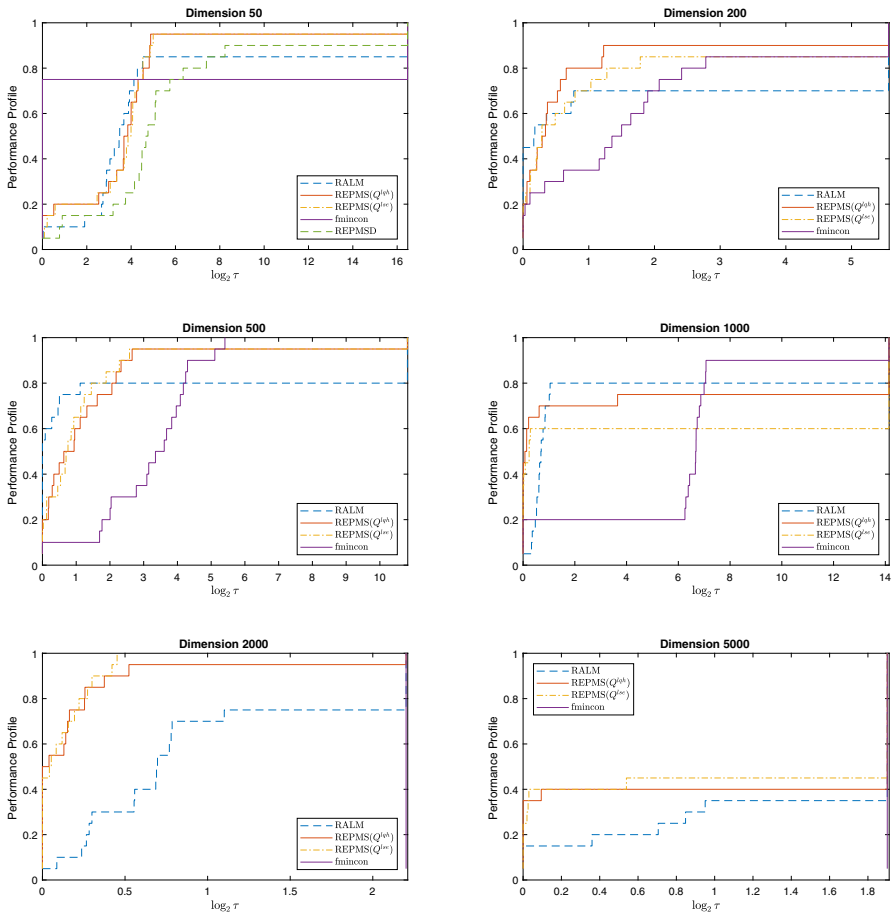 Dimension 50
Performance Profile
1
0.8
0.6
0.4
0.2
0
0 2 4 6 8 10 12 14 16
log₂ τ
RALM
REPMS(Q^lqh)
REPMS(Q^lse)
fmincon
REPMSD
Dimension 200
Performance Profile
1
0.8
0.6
0.4
0.2
0
0 1 2 3 4 5
log₂ τ
RALM
REPMS(Q^lqh)
REPMS(Q^lse)
fmincon
Dimension 500
Performance Profile
1
0.8
0.6
0.4
0.2
0
0 1 2 3 4 5 6 7 8 9 10
log₂ τ
RALM
REPMS(Q^lqh)
REPMS(Q^lse)
fmincon
Dimension 1000
Performance Profile
1
0.8
0.6
0.4
0.2
0
0 2 4 6 8 10 12 14
log₂ τ
RALM
REPMS(Q^lqh)
REPMS(Q^lse)
fmincon
Dimension 2000
Performance Profile
1
0.8
0.6
0.4
0.2
0
0 0.5 1 1.5 2
log₂ τ
RALM
REPMS(Q^lqh)
REPMS(Q^lse)
fmincon
Dimension 5000
Performance Profile
1
0.8
0.6
0.4
0.2
0
0 0.2 0.4 0.6 0.8 1 1.2 1.4 1.6 1.8
log₂ τ
RALM
REPMS(Q^lqh)
REPMS(Q^lse)
fmincon